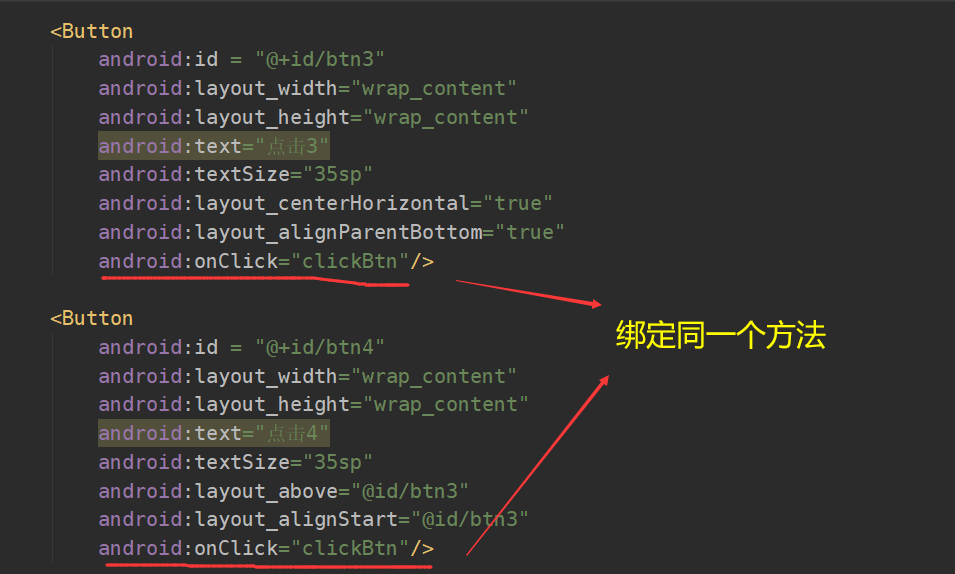 <Button
android:id = "@+id/btn3"
android:layout_width="wrap_content"
android:layout_height="wrap_content"
android:text="点击3"
android:textSize="35sp"
android:layout_centerHorizontal="true"
android:layout_alignParentBottom="true"
android:onClick="clickBtn"/>
<Button
绑定同一个方法
android:id = "@+id/btn4"
android:layout_width="wrap_content"
android:layout_height="wrap_content"
android:text="点击4"
android:textSize="35sp"
android:layout_above="@id/btn3"
android:layout_alignStart="@id/btn3"
android:onClick="clickBtn"/>